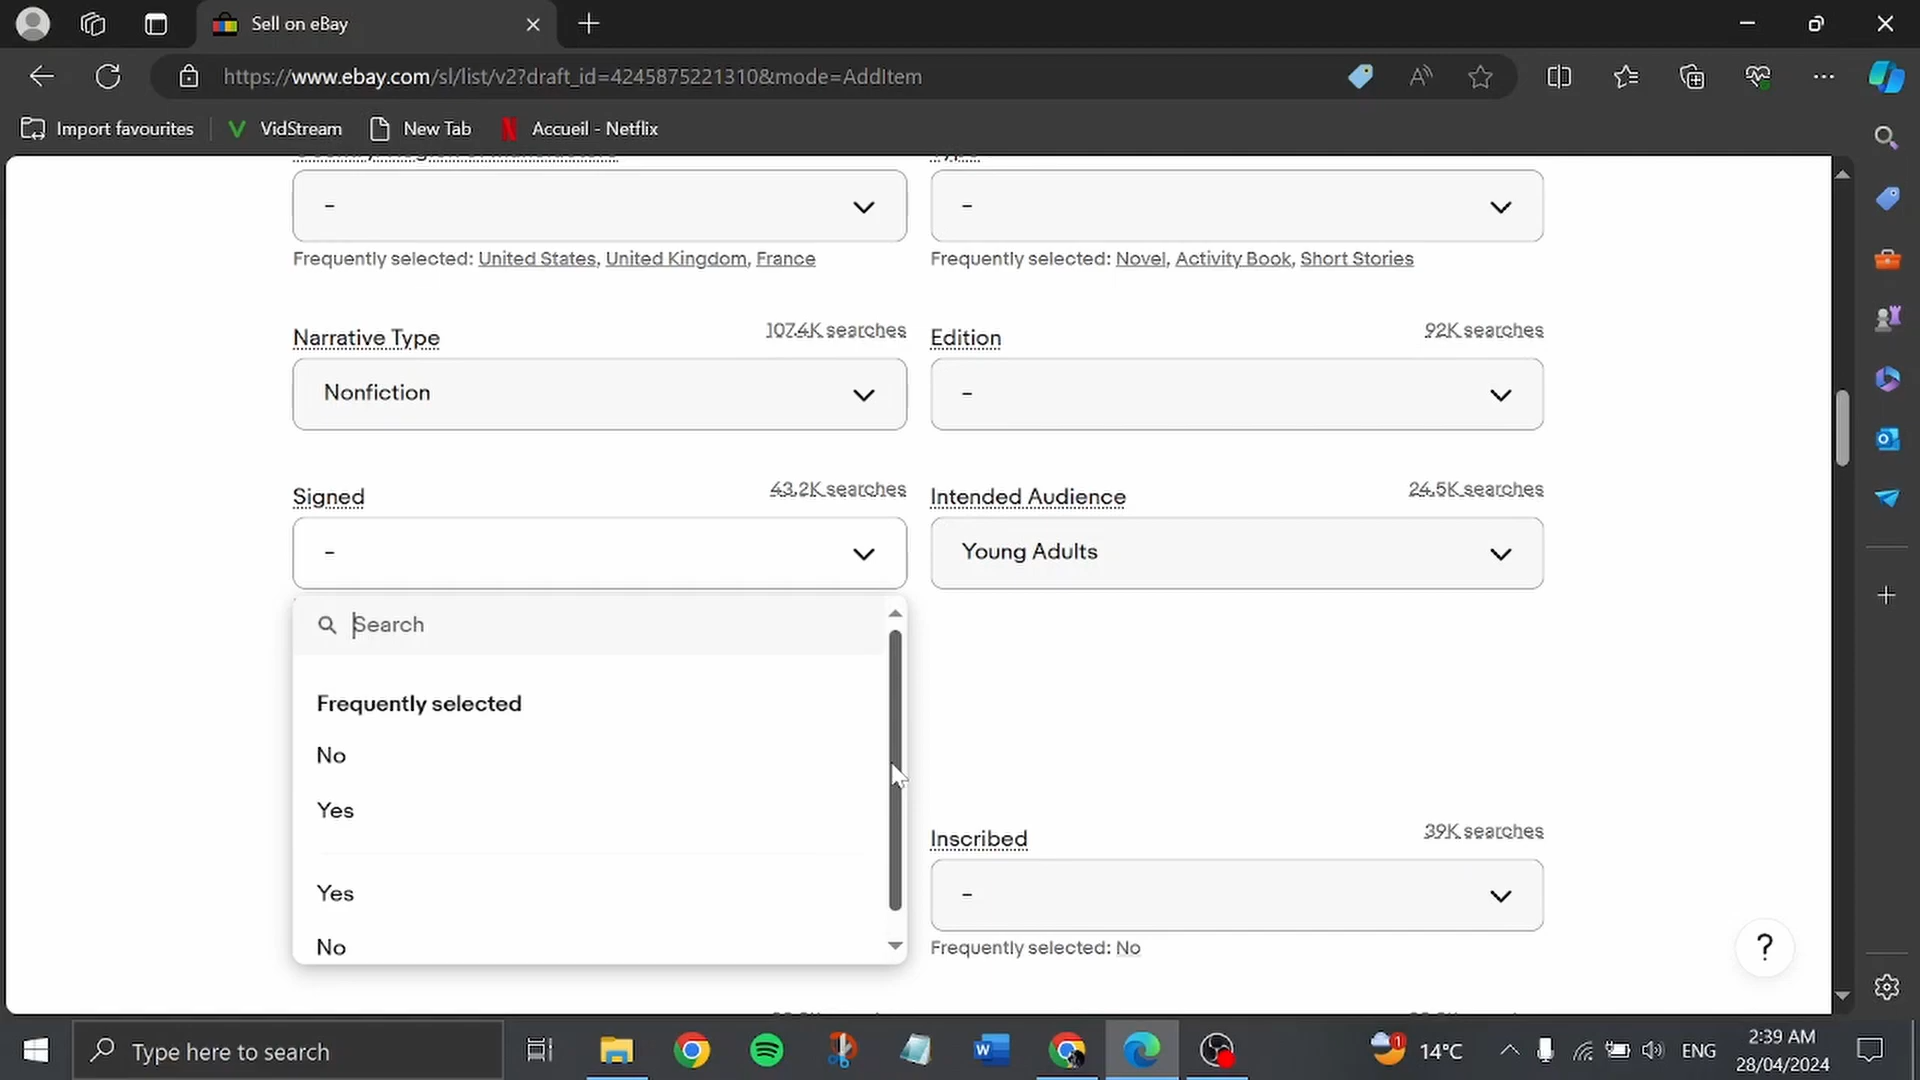 Sell on eBay
https://www.ebay.com/sl/list/v2?draft_id=4245875221310&mode=AddItem
Import favourites
VidStream
New Tab
Accueil - Netflix
-
-
Frequently selected: United States, United Kingdom, France
Frequently selected: Novel, Activity Book, Short Stories
Narrative Type
107.4K searches
Edition
92K searches
Nonfiction
-
Signed
43.2K searches
Intended Audience
24.5K searches
-
Young Adults
Search
Frequently selected
No
Yes
Yes
No
Inscribed
39K searches
-
Frequently selected: No
?
Type here to search
1
14°C
ENG
2:39 AM
28/04/2024